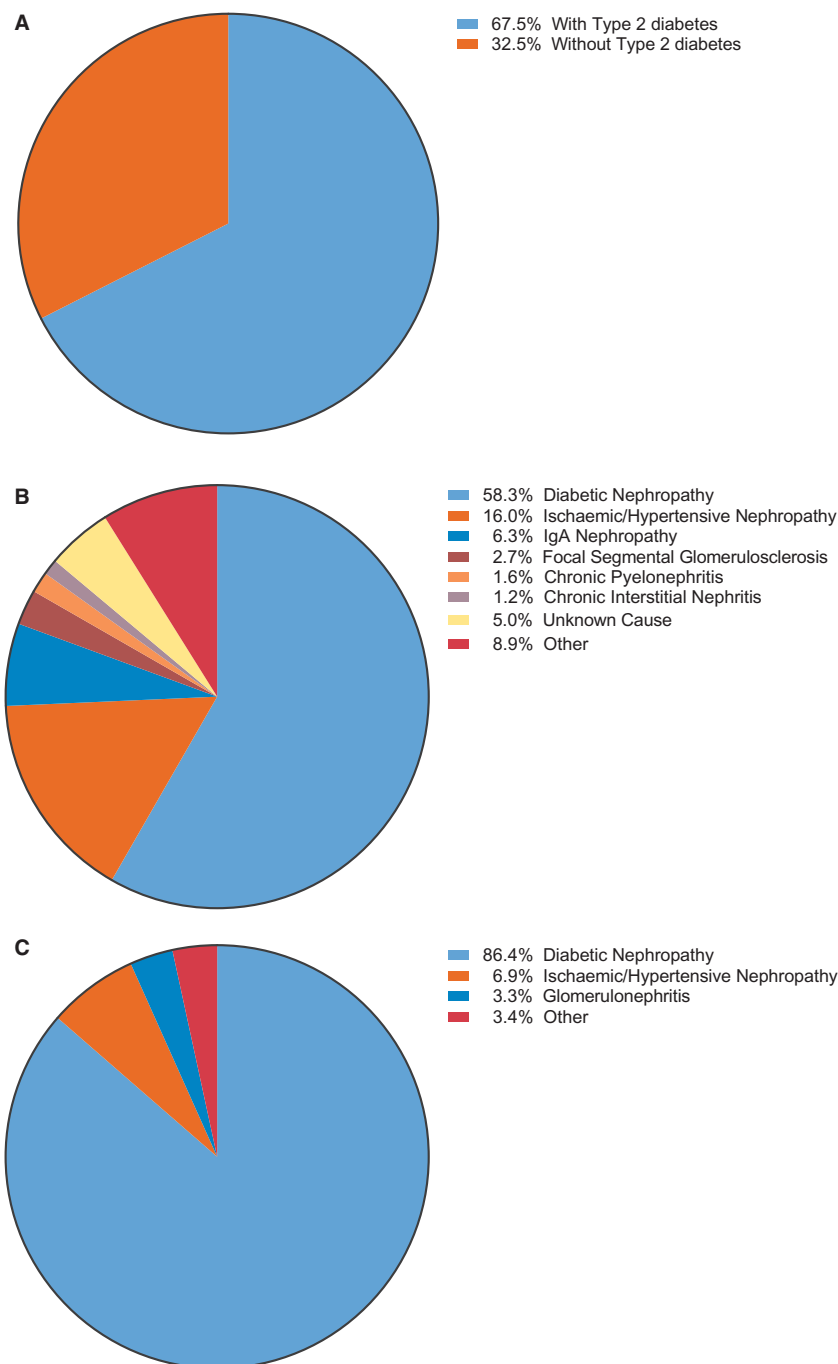 A
67.5% With Type 2 diabetes
32.5% Without Type 2 diabetes
B
58.3% Diabetic Nephropathy
16.0% Ischaemic/Hypertensive Nephropathy
6.3% IgA Nephropathy
2.7% Focal Segmental Glomerulosclerosis
1.6% Chronic Pyelonephritis
1.2% Chronic Interstitial Nephritis
5.0% Unknown Cause
8.9% Other
C
86.4% Diabetic Nephropathy
6.9% Ischaemic/Hypertensive Nephropathy
3.3% Glomerulonephritis
3.4% Other